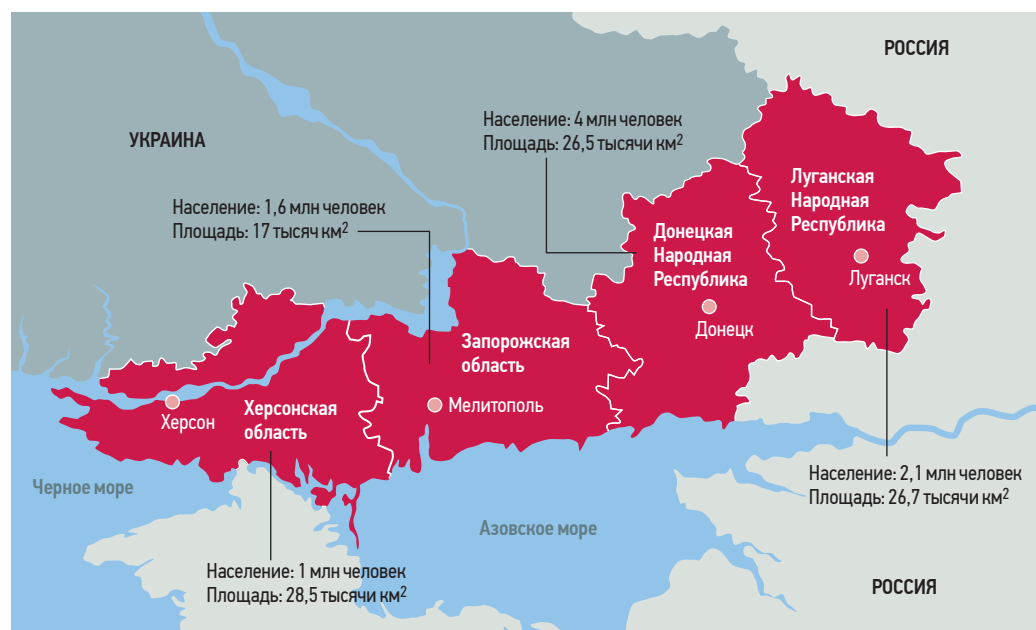 РОССИЯ
УКРАИНА
Население: 4 млн человек
Площадь: 26,5 тысячи км²
Луганская
Народная
Республика
Луганск
Население: 1,6 млн человек
Площадь: 17 тысяч км²
Донецкая
Народная
Республика
Донецк
Запорожская
область
Мелитополь
Херсон
Херсонская
область
Население: 2,1 млн человек
Площадь: 26,7 тысячи км²
Черное море
Азовское море
Население: 1 млн человек
Площадь: 28,5 тысячи км²
РОССИЯ